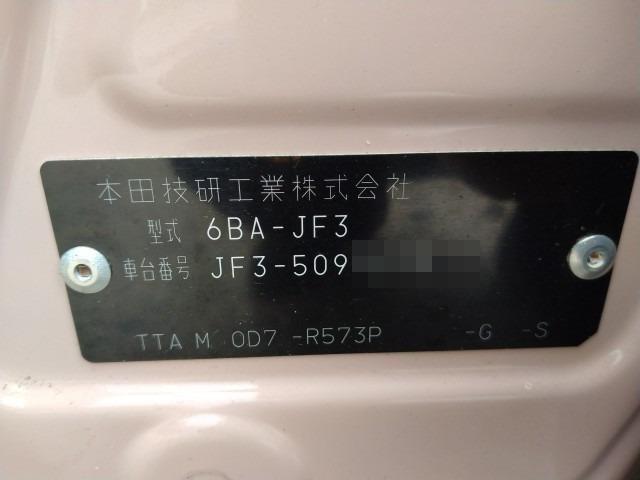 本田技研工業株式会社
型式 6BA-JF3
車台番号 JF3-509
TTA M 0D7 -R573P -G -S